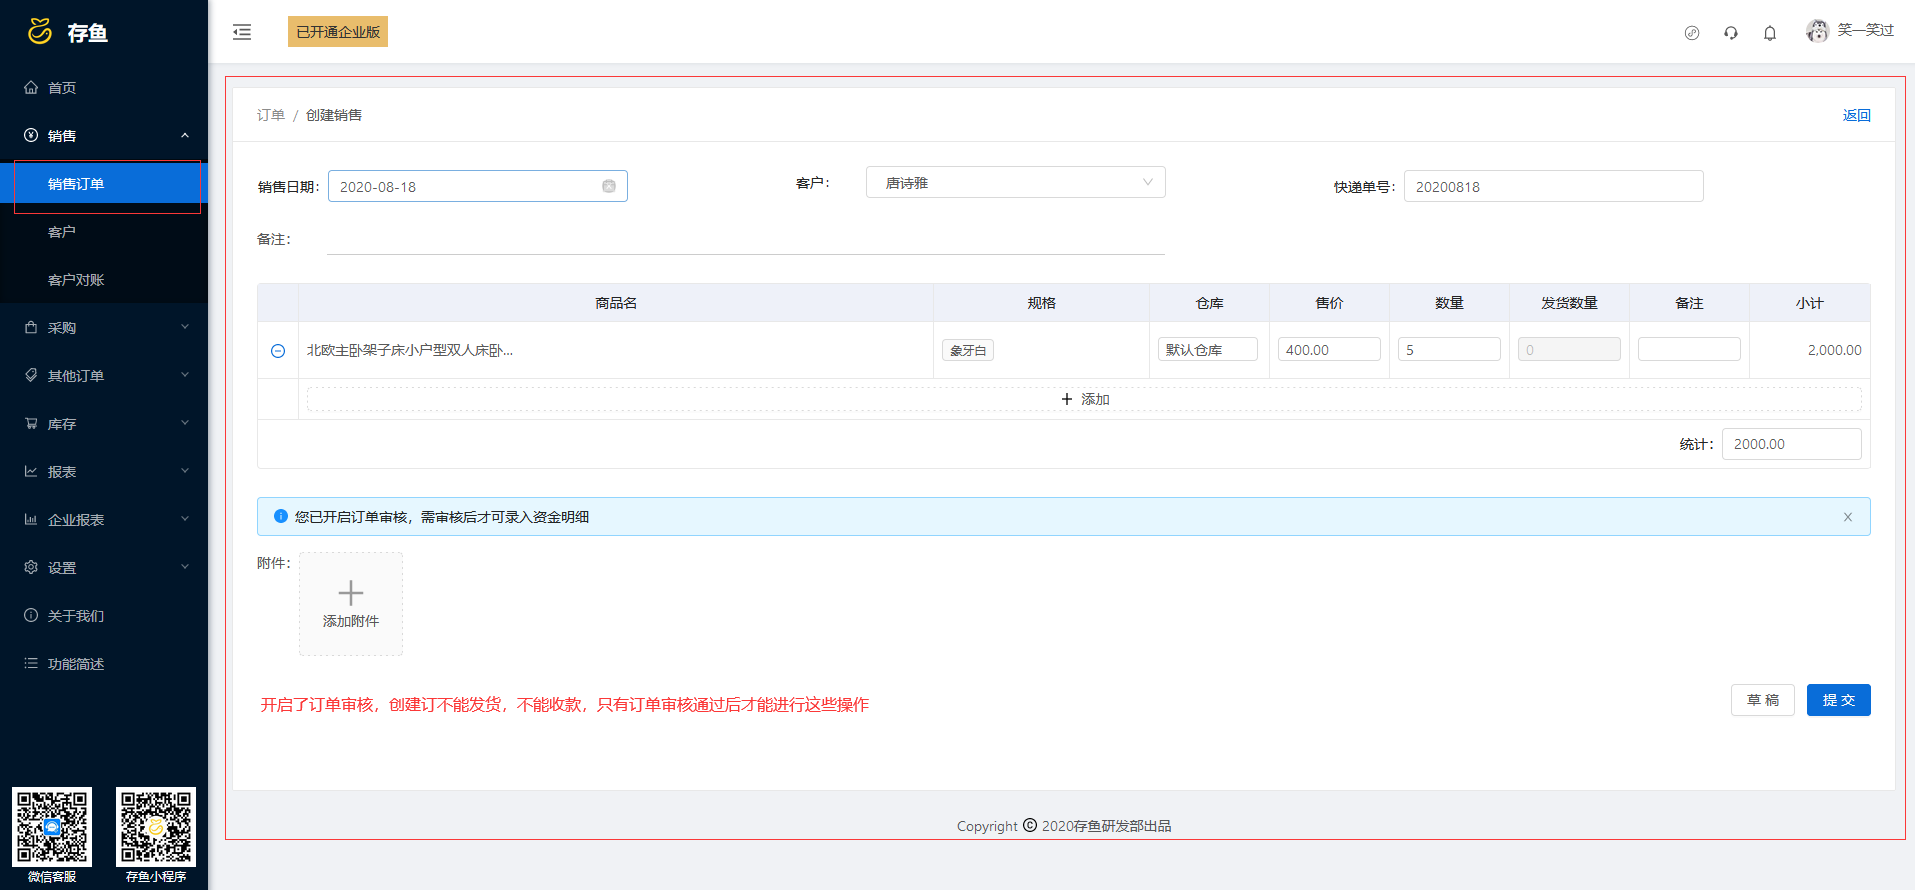 存鱼
已开通企业版
笑一笑过
首页
销售
销售订单
客户
客户对账
采购
其他订单
库存
报表
企业报表
设置
关于我们
功能简述
微信客服
存鱼小程序
订单 / 创建销售
返回
销售日期: 2020-08-18
客户: 唐诗雅
快递单号: 20200818
备注:
商品名 规格 仓库 售价 数量 发货数量 备注 小计
北欧主卧架子床小户型双人床卧... 象牙白 默认仓库 400.00 5 0 2,000.00
+ 添加
统计: 2000.00
您已开启订单审核，需审核后才可录入资金明细
附件:
添加附件
开启了订单审核，创建订不能发货，不能收款，只有订单审核通过后才能进行这些操作
草 稿
提 交
Copyright © 2020存鱼研发部出品